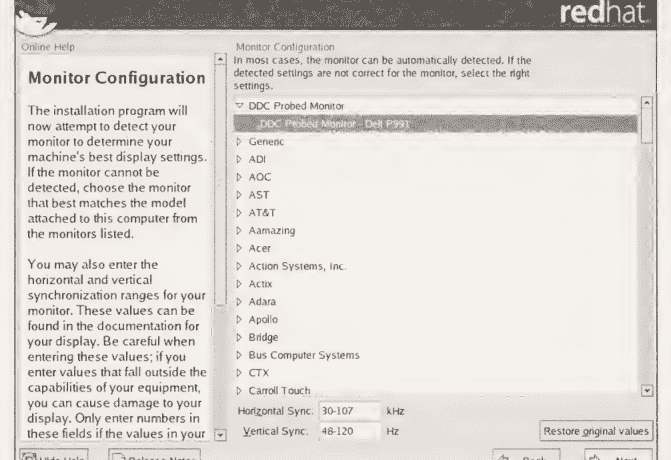 redhat
Online Help
Monitor Configuration
The installation program will
now attempt to detect your
monitor to determine your
machine's best display settings.
If the monitor cannot be
detected, choose the monitor
that best matches the model
attached to this computer from
the monitors listed.
You may also enter the
horizontal and vertical
synchronization ranges for your
monitor. These values can be
found in the documentation for
your display. Be careful when
entering these values; if you
enter values that fall outside the
capabilities of your equipment,
you can cause damage to your
display. Only enter numbers in
these fields if the values in your
Monitor Configuration
In most cases, the monitor can be automatically detected. If the
detected settings are not correct for the monitor, select the right
settings.
DDC Probed Monitor
DDC Probed Monitor - Dell P991
Generic
ADI
AOC
AST
AT&T
Aamazing
Acer
Action Systems, Inc.
Actix
Adara
Apollo
Bridge
Bus Computer Systems
CTX
Carroll Touch
Horizontal Sync: 30-107 kHz
Vertical Sync: 48-120 Hz
Restore original values
Hide Help
Release Notes
Back
Next